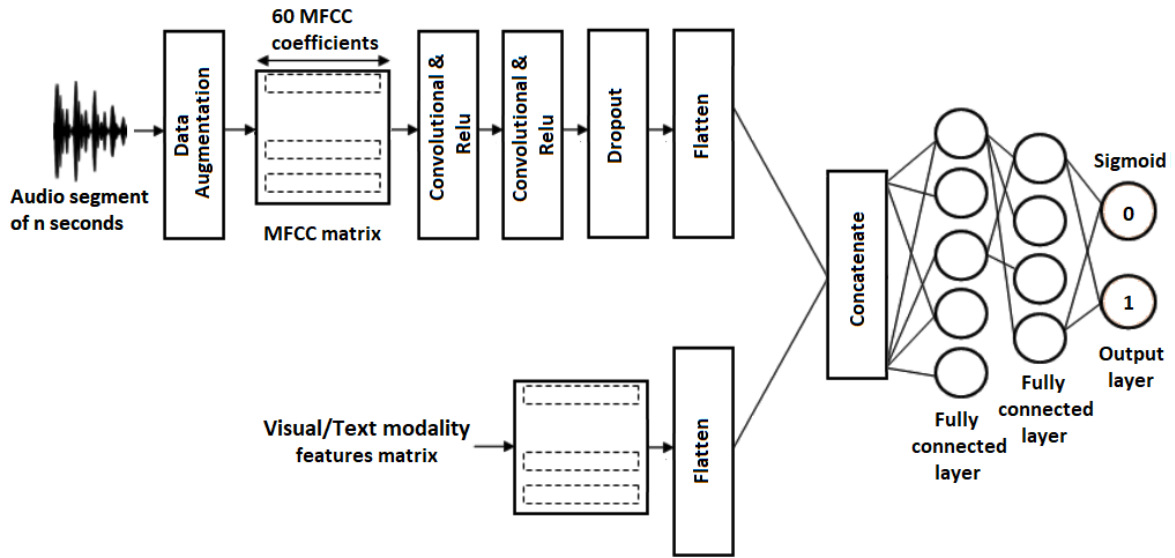 60 MFCC
coefficients
Audio segment
of n seconds
Data
Augmentation
MFCC matrix
Convolutional &
Relu
Convolutional &
Relu
Dropout
Flatten
Visual/Text modality
features matrix
Flatten
Concatenate
Fully
connected
layer
Fully
connected
layer
Sigmoid
0
1
Output
layer